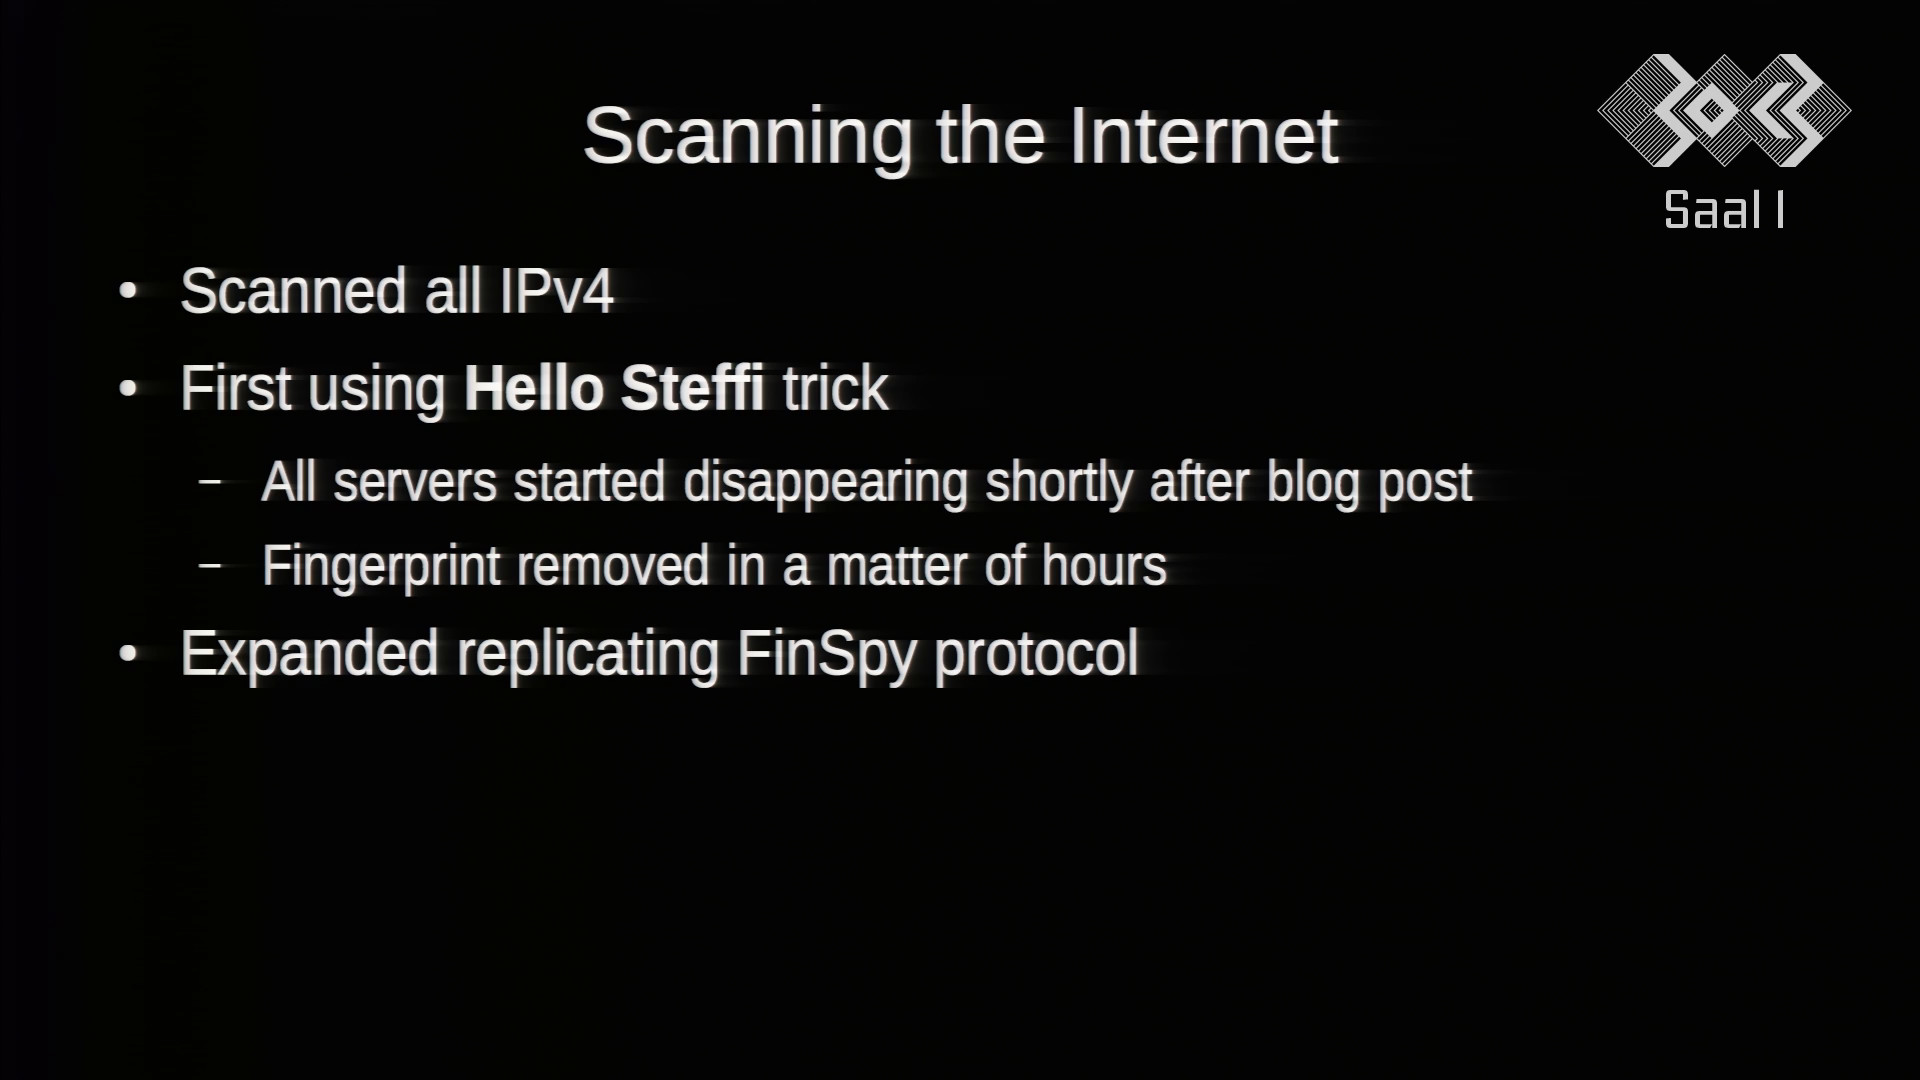 Scanning the Internet
Saal 1
• Scanned all IPv4
• First using Hello Steffi trick
– All servers started disappearing shortly after blog post
– Fingerprint removed in a matter of hours
• Expanded replicating FinSpy protocol